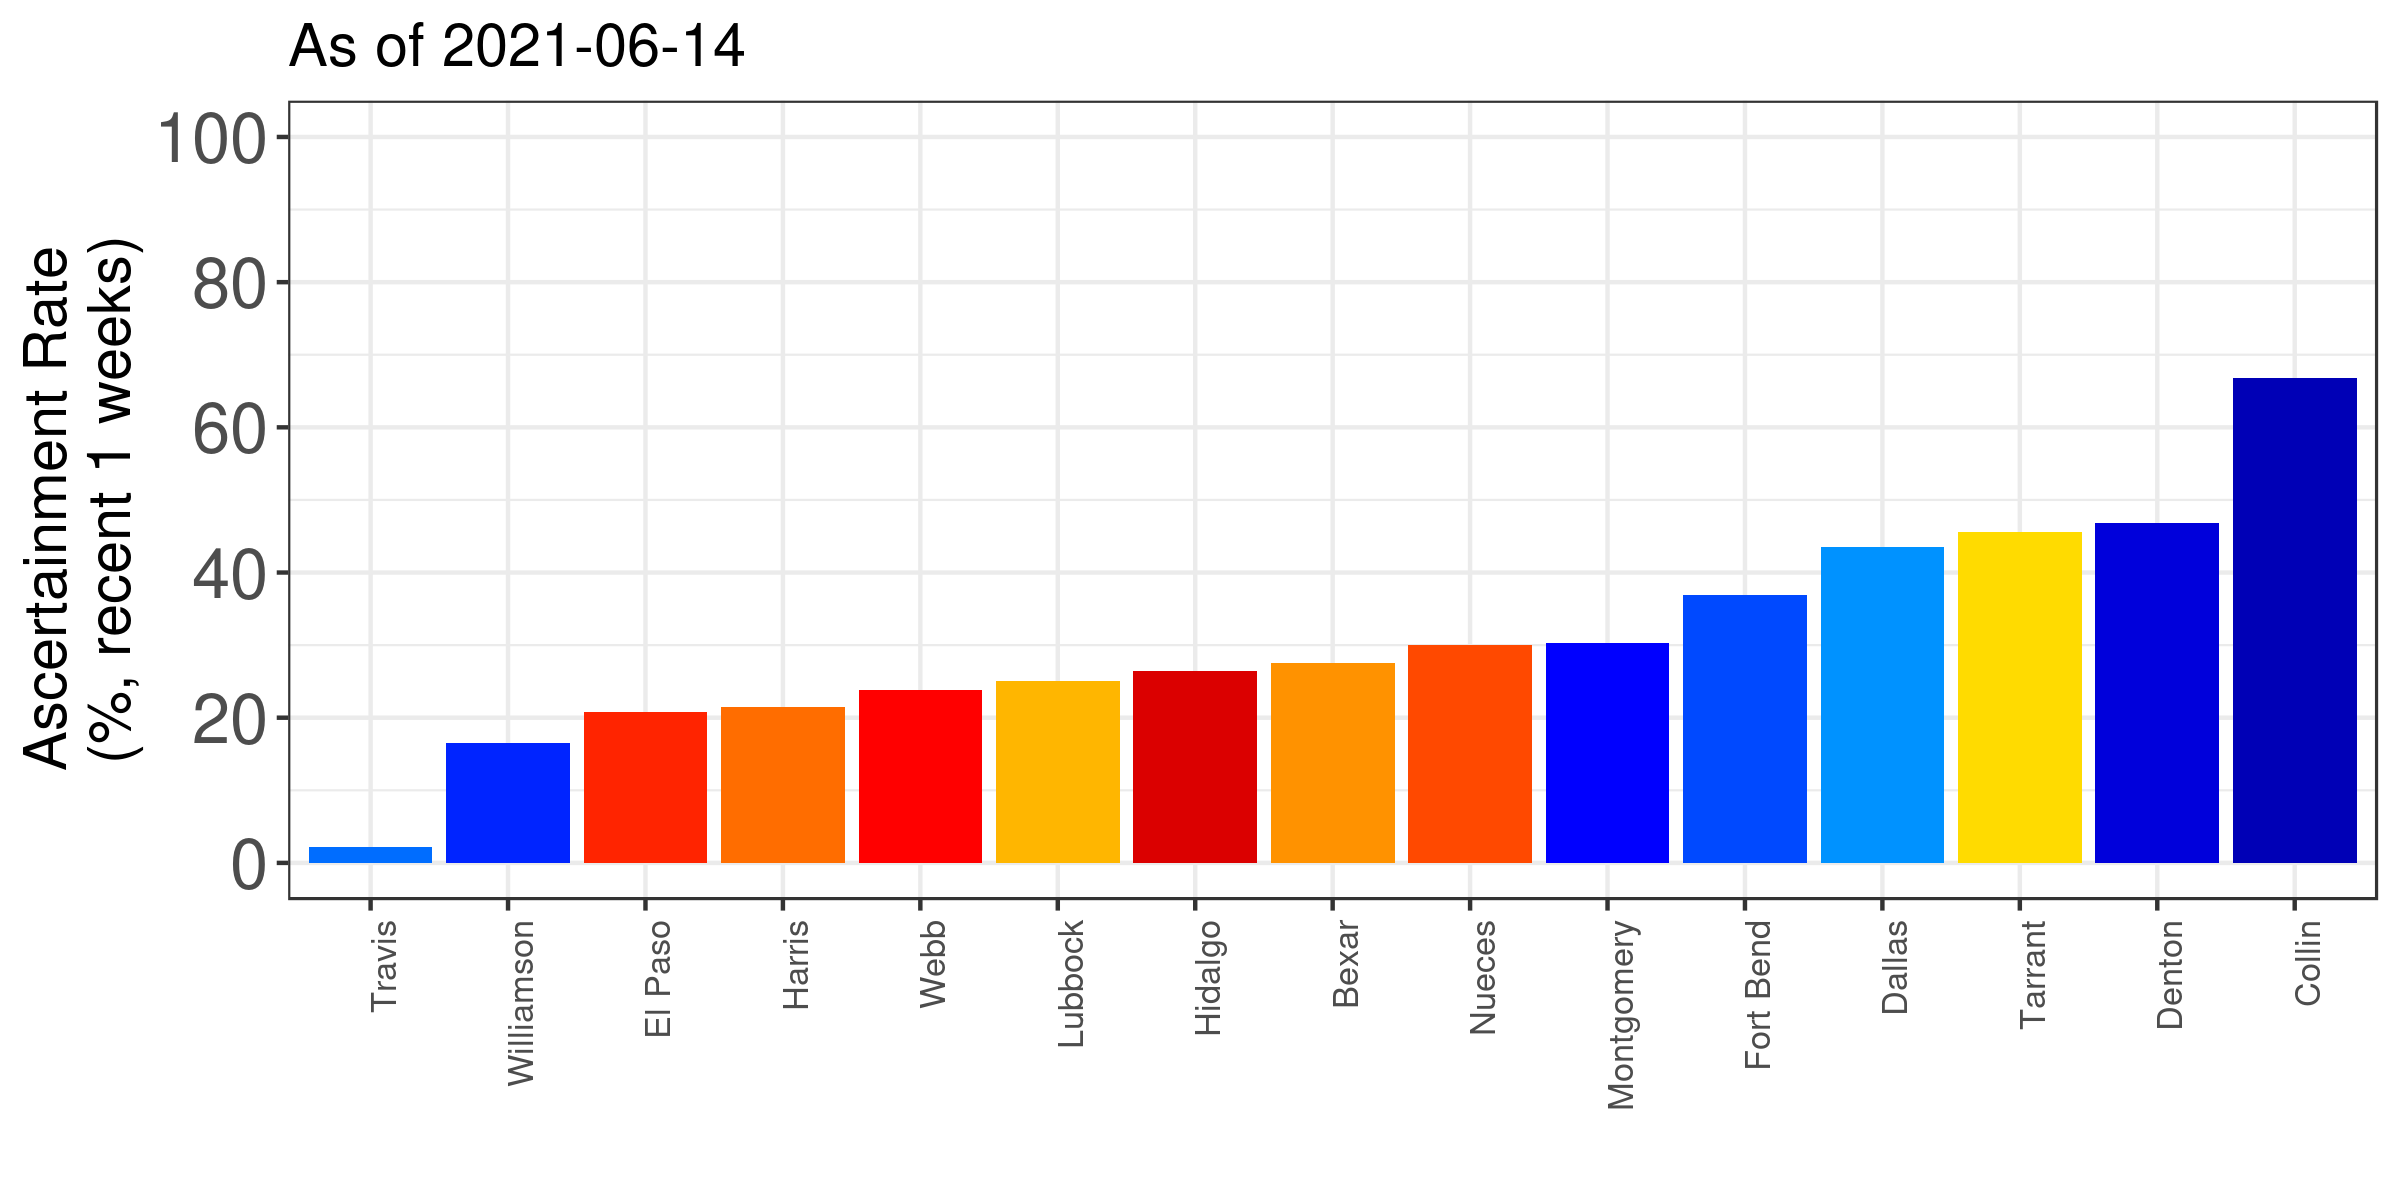 As of 2021-06-14
Ascertainment Rate
(%, recent 1 weeks)
100
80
60
40
20
0
Travis
Williamson
El Paso
Harris
Webb
Lubbock
Hidalgo
Bexar
Nueces
Montgomery
Fort Bend
Dallas
Tarrant
Denton
Collin